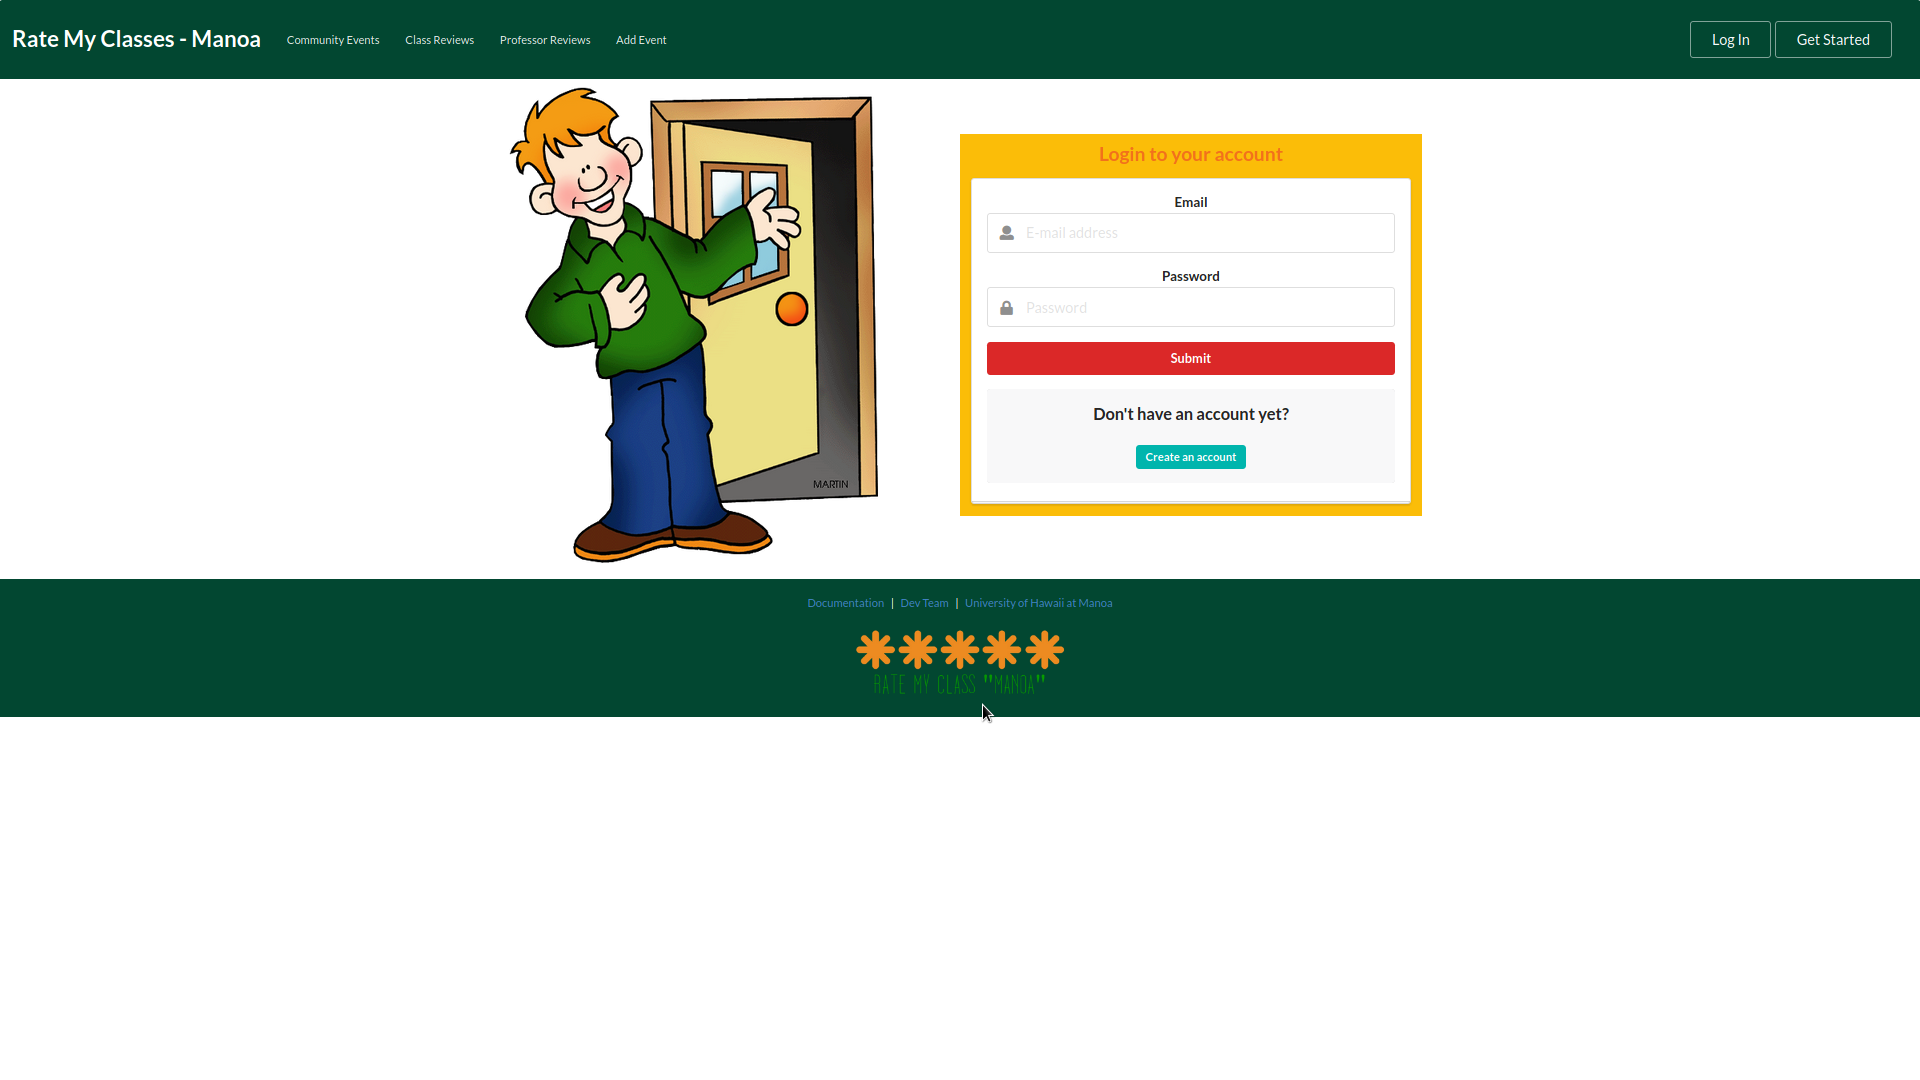 Rate My Classes - Manoa Community Events Class Reviews Professor Reviews Add Event Log In Get Started
Login to your account
Email
E-mail address
Password
Password
Submit
Don't have an account yet?
Create an account
MARTIN
Documentation | Dev Team | University of Hawaii at Manoa
RATE MY CLASS "MANOA"